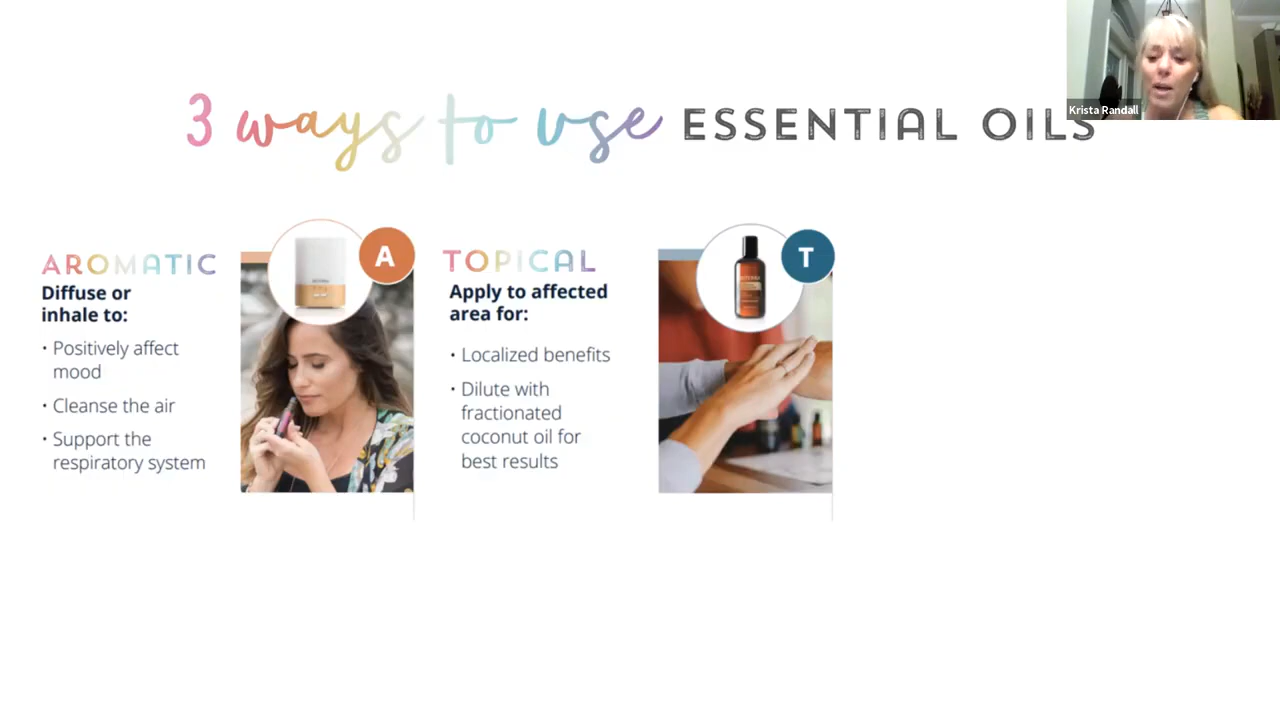 3 ways to use ESSENTIAL OILS
Krista Randall
AROMATIC
Diffuse or
inhale to:
• Positively affect
mood
• Cleanse the air
• Support the
respiratory system
A
TOPICAL
Apply to affected
area for:
• Localized benefits
• Dilute with
fractionated
coconut oil for
best results
T